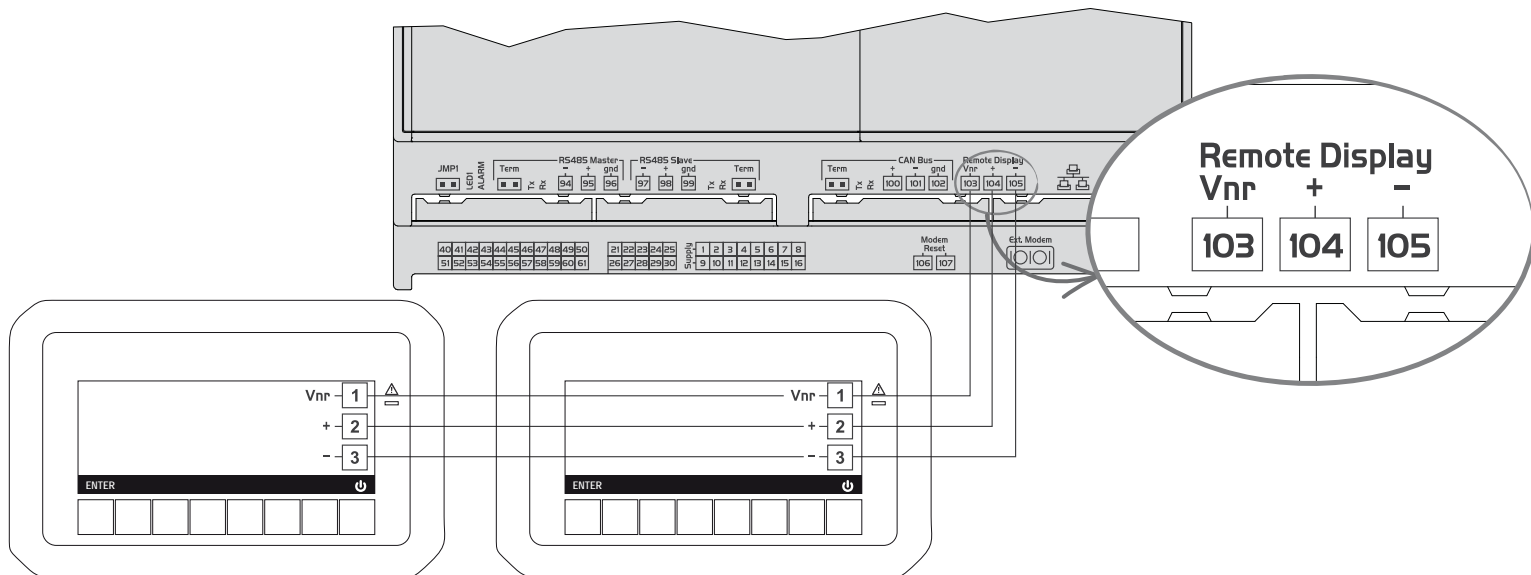 JMP1
LED1
ALARM
Term
Tx
Rx
RS485 Master
- + gnd
94 95 96
RS485 Slave
- + gnd
97 98 99
Tx
Rx
Term
Term
Tx
Rx
CAN Bus
+ - gnd
100 101 102
Remote Display
Vnr + -
103 104 105
40 41 42 43 44 45 46 47 48 49 50
51 52 53 54 55 56 57 58 59 60 61
21 22 23 24 25
26 27 28 29 30
Supply
1 2 3 4 5 6 7 8
9 10 11 12 13 14 15 16
Modem
Reset
106 107
Ext. Modem
Remote Display
Vnr + -
103 104 105
Vnr 1
+ 2
- 3
ENTER
Vnr 1
+ 2
- 3
ENTER